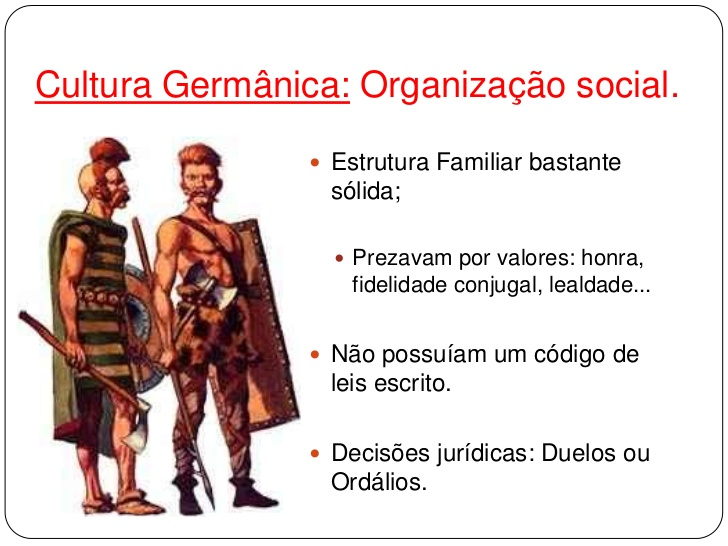 Cultura Germânica: Organização social.
• Estrutura Familiar bastante
sólida;
• Prezavam por valores: honra,
fidelidade conjugal, lealdade...
• Não possuíam um código de
leis escrito.
• Decisões jurídicas: Duelos ou
Ordálios.